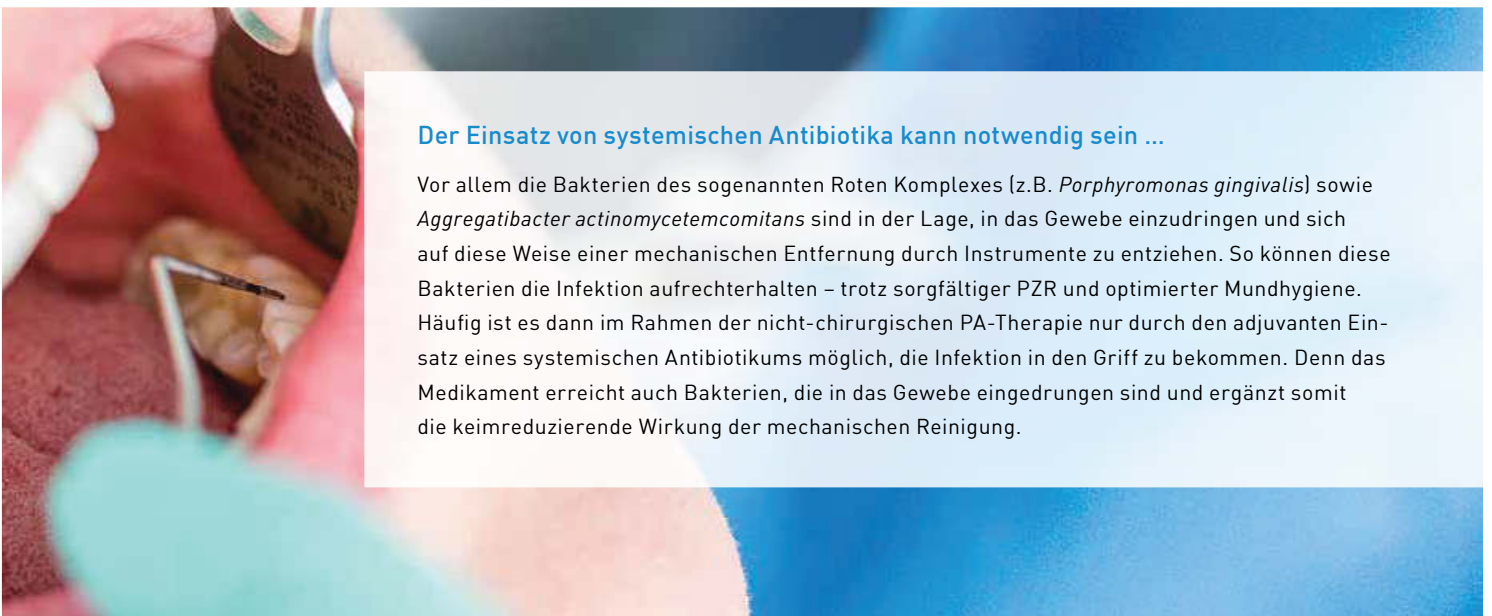 Der Einsatz von systemischen Antibiotika kann notwendig sein ...
Vor allem die Bakterien des sogenannten Roten Komplexes (z.B. Porphyromonas gingivalis) sowie
Aggregatibacter actinomycetemcomitans sind in der Lage, in das Gewebe einzudringen und sich
auf diese Weise einer mechanischen Entfernung durch Instrumente zu entziehen. So können diese
Bakterien die Infektion aufrechterhalten – trotz sorgfältiger PZR und optimierter Mundhygiene.
Häufig ist es dann im Rahmen der nicht-chirurgischen PA-Therapie nur durch den adjuvanten Ein-
satz eines systemischen Antibiotikums möglich, die Infektion in den Griff zu bekommen. Denn das
Medikament erreicht auch Bakterien, die in das Gewebe eingedrungen sind und ergänzt somit
die keimreduzierende Wirkung der mechanischen Reinigung.